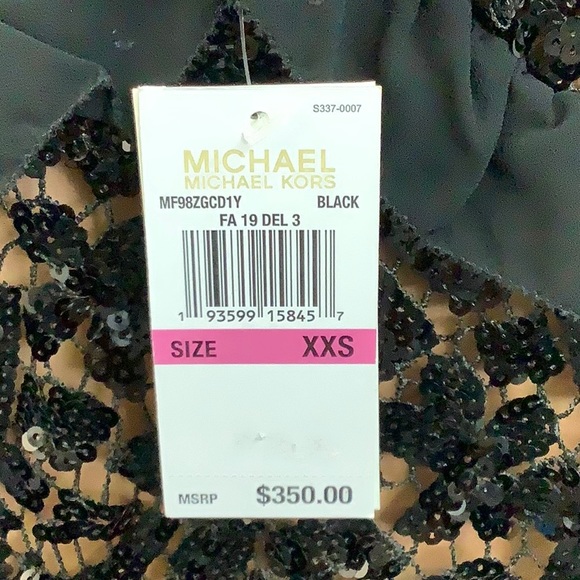 S337-0007
MICHAEL
MICHAEL KORS
MF98ZGCD1Y BLACK
FA 19 DEL 3
1 93599 15845 7
SIZE XXS
MSRP $350.00